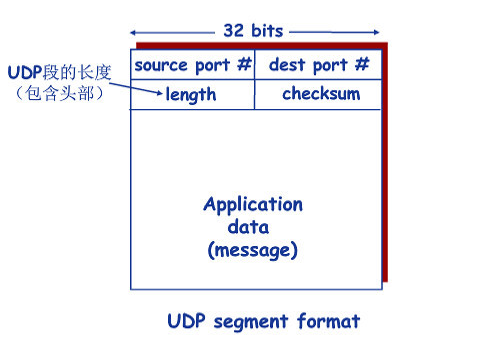 32 bits
source port # dest port #
UDP段的长度
（包含头部）
length checksum
Application
data
(message)
UDP segment format